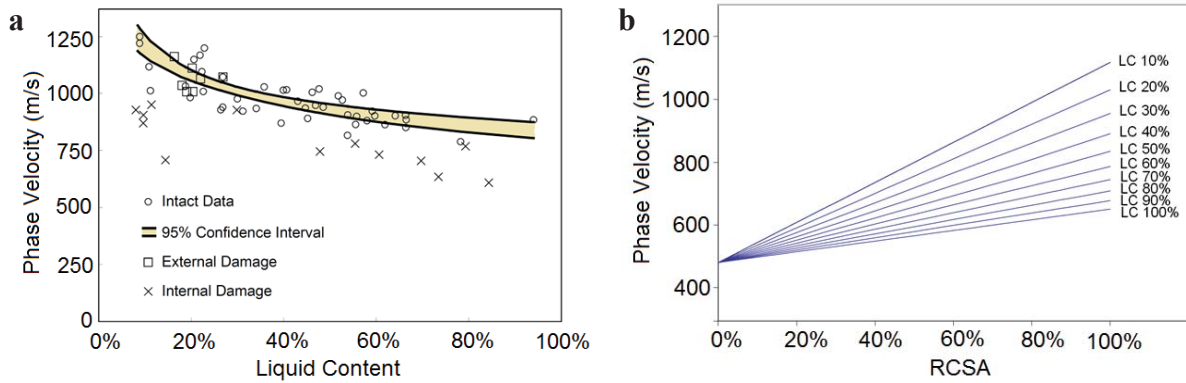 a
1250
1000
750
500
250
0
Phase Velocity (m/s)
Intact Data
95% Confidence Interval
External Damage
Internal Damage
0% 20% 40% 60% 80% 100%
Liquid Content
b
1200
1000
800
600
400
Phase Velocity (m/s)
LC 10%
LC 20%
LC 30%
LC 40%
LC 50%
LC 60%
LC 70%
LC 80%
LC 90%
LC 100%
0% 20% 40% 60% 80% 100%
RCSA